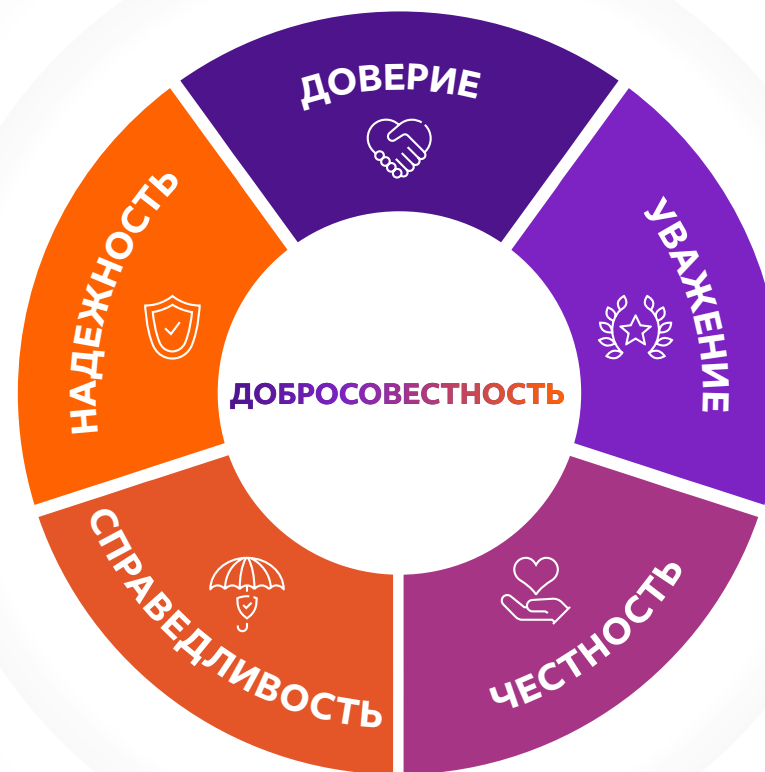 ДОВЕРИЕ
УВАЖЕНИЕ
ЧЕСТНОСТЬ
СПРАВЕДЛИВОСТЬ
НАДЕЖНОСТЬ
ДОБРОСОВЕСТНОСТЬ